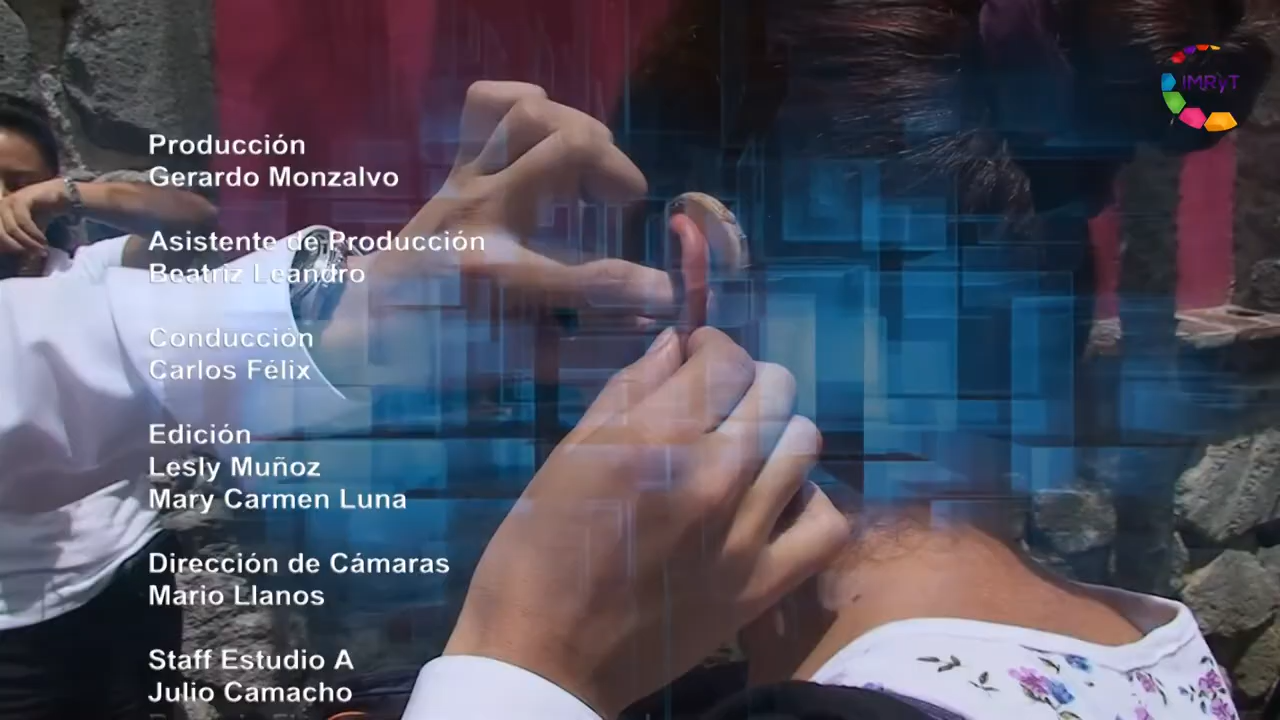 IMRyT
Producción
Gerardo Monzalvo
Asistente de Producción
Beatriz Leandro
Conducción
Carlos Félix
Edición
Lesly Muñoz
Mary Carmen Luna
Dirección de Cámaras
Mario Llanos
Staff Estudio A
Julio Camacho